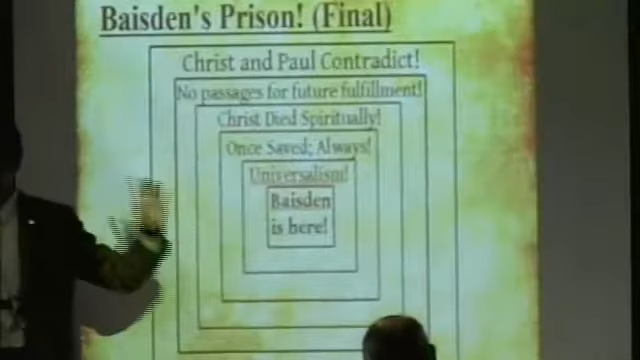 Baisden's Prison! (Final)
Christ and Paul Contradict!
No passages for future fulfillment!
Christ Died Spiritually!
Once Saved; Always!
Universalism!
Baisden
is here!